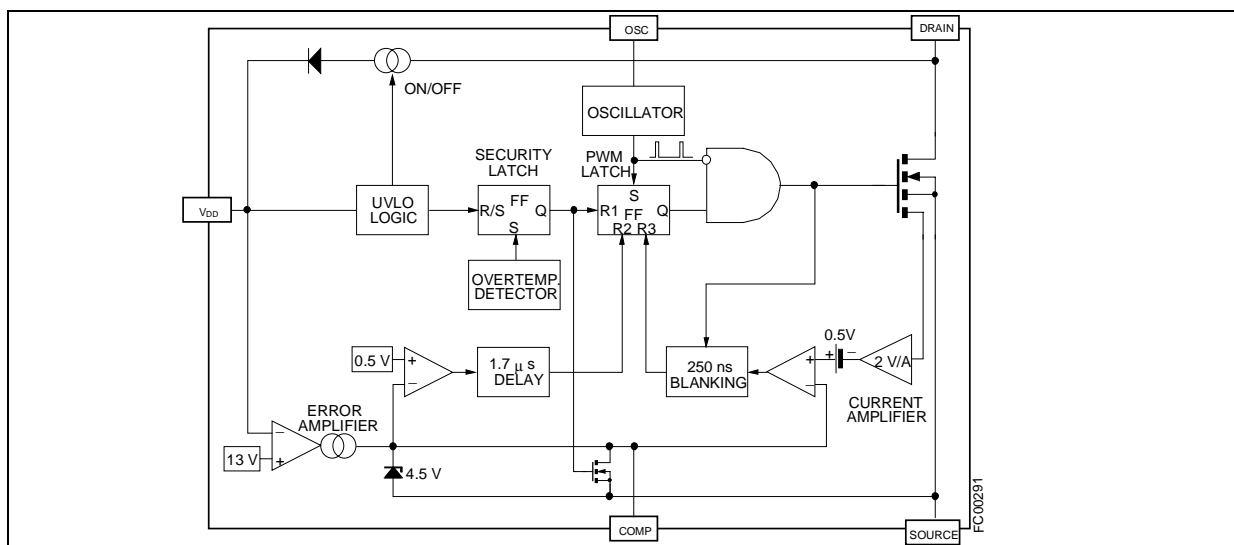 OSC
DRAIN
ON/OFF
OSCILLATOR
SECURITY
LATCH
PWM
LATCH
VDD
UVLO
LOGIC
R/S
FF
Q
S
S
R1
FF
Q
R2 R3
OVERTEMP.
DETECTOR
0.5 V
+
−
1.7 μ s
DELAY
250 ns
BLANKING
+
−
0.5V
+
−
2 V/A
CURRENT
AMPLIFIER
ERROR
AMPLIFIER
−
+
13 V
4.5 V
COMP
SOURCE
FC00291